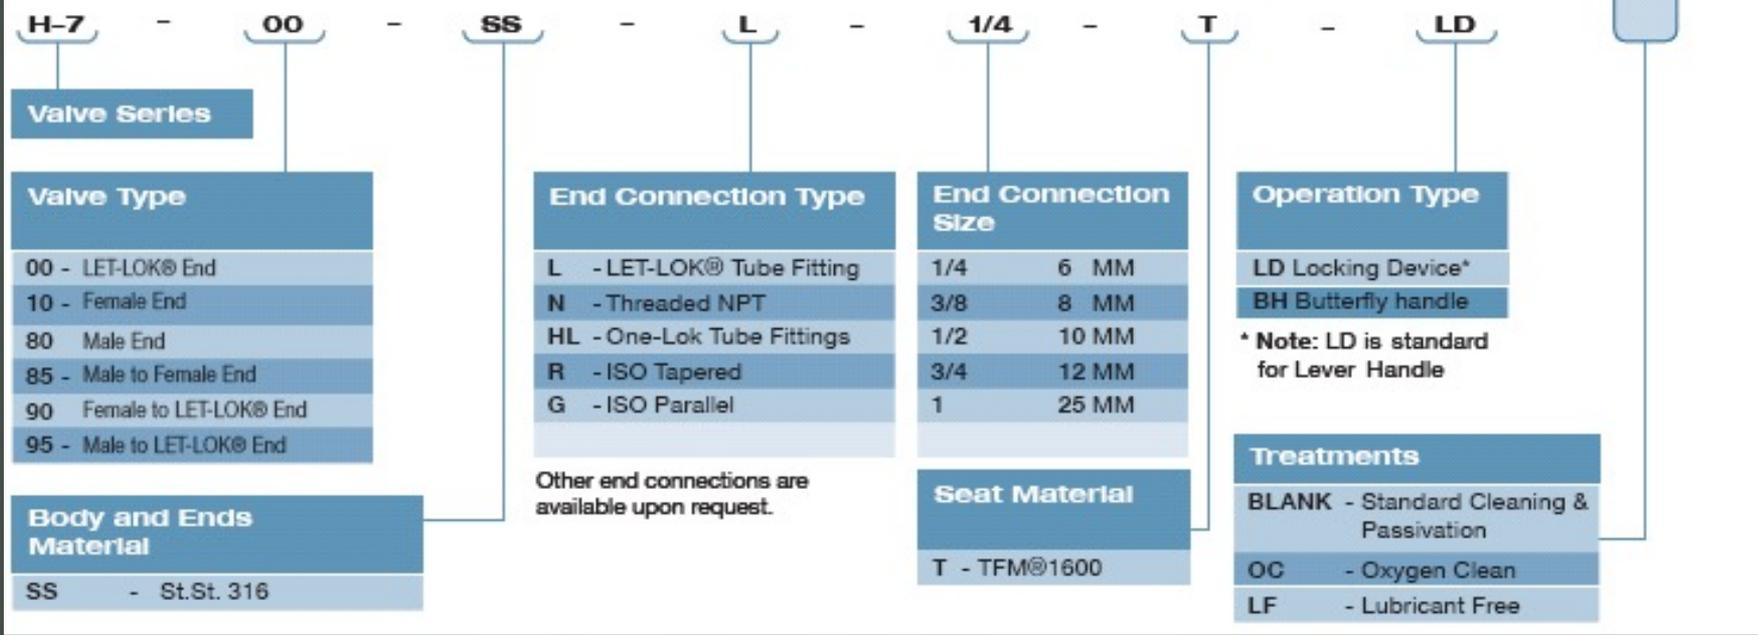 H-7 - 00 - SS - L - 1/4 - T - LD
Valve Series
Valve Type
00 - LET-LOK® End
10 - Female End
80 Male End
85 - Male to Female End
90 Female to LET-LOK® End
95 - Male to LET-LOK® End
Body and Ends
Material
SS - St.St. 316
End Connection Type
L - LET-LOK® Tube Fitting
N - Threaded NPT
HL - One-Lok Tube Fittings
R - ISO Tapered
G - ISO Parallel
Other end connections are
available upon request.
End Connection
Size
1/4 6 MM
3/8 8 MM
1/2 10 MM
3/4 12 MM
1 25 MM
Seat Material
T - TFM®1600
Operation Type
LD Locking Device*
BH Butterfly handle
* Note: LD is standard
for Lever Handle
Treatments
BLANK - Standard Cleaning &
Passivation
OC - Oxygen Clean
LF - Lubricant Free